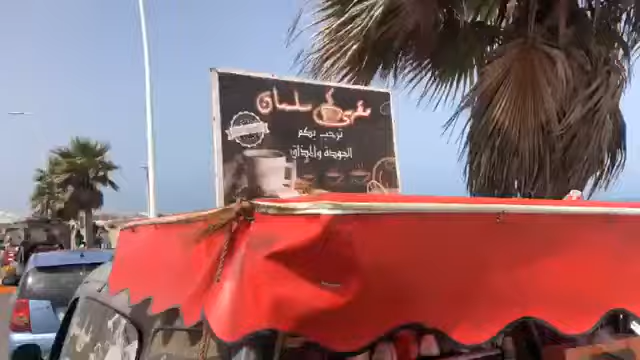 مقهى سلمان
ترحب بكم
الجودة والمذاق